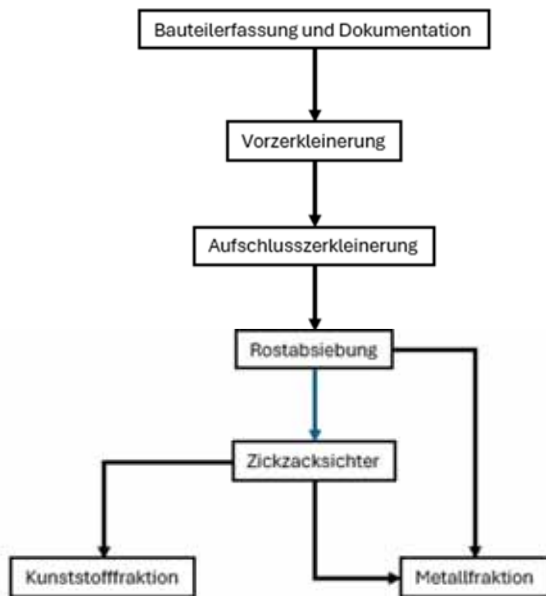 Bauteilerfassung und Dokumentation
Vorzerkleinerung
Aufschlusszerkleinerung
Rostabsiebung
Zickzacksichter
Kunststofffraktion
Metallfraktion